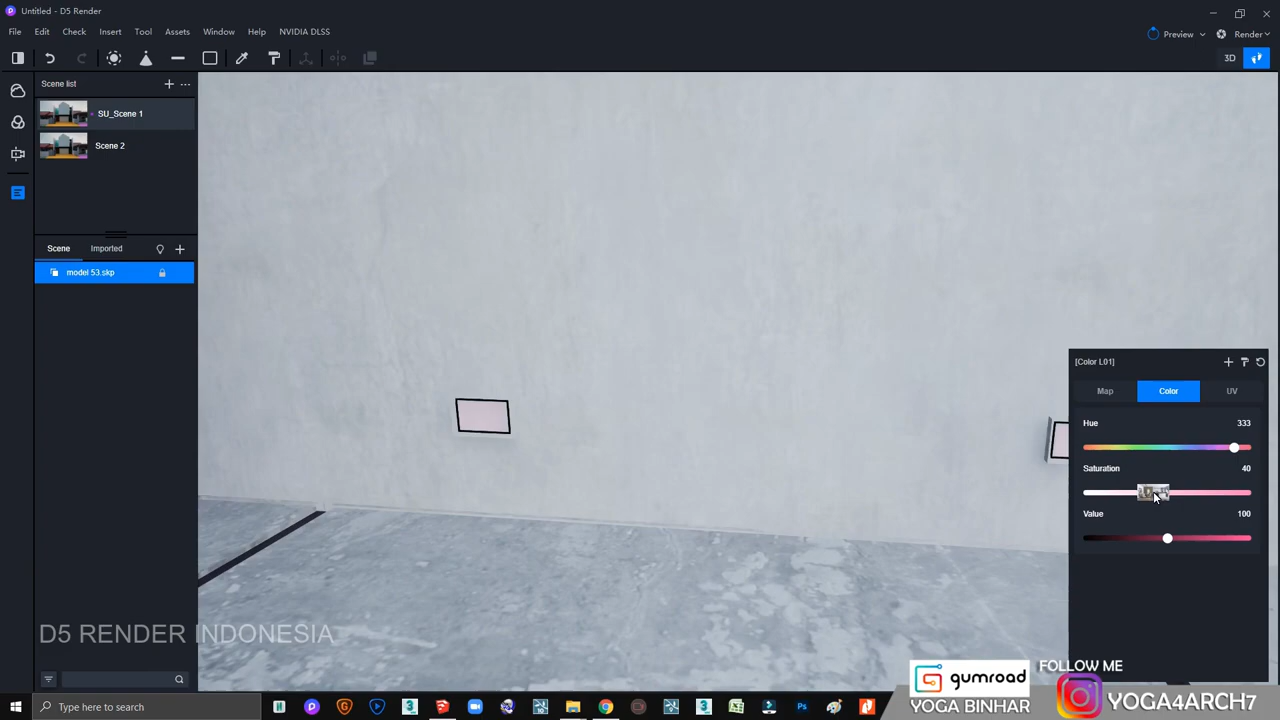 Untitled - D5 Render
File Edit Check Insert Tool Assets Window Help NVIDIA DLSS
Preview Render
3D
Scene list
SU_Scene 1
Scene 2
Scene Imported
model 53.skp
[Color L01]
Map Color UV
Hue 333
Saturation 40
Value 100
D5 RENDER INDONESIA
gumroad
YOGA BINHAR
FOLLOW ME
YOGA4ARCH7
Type here to search